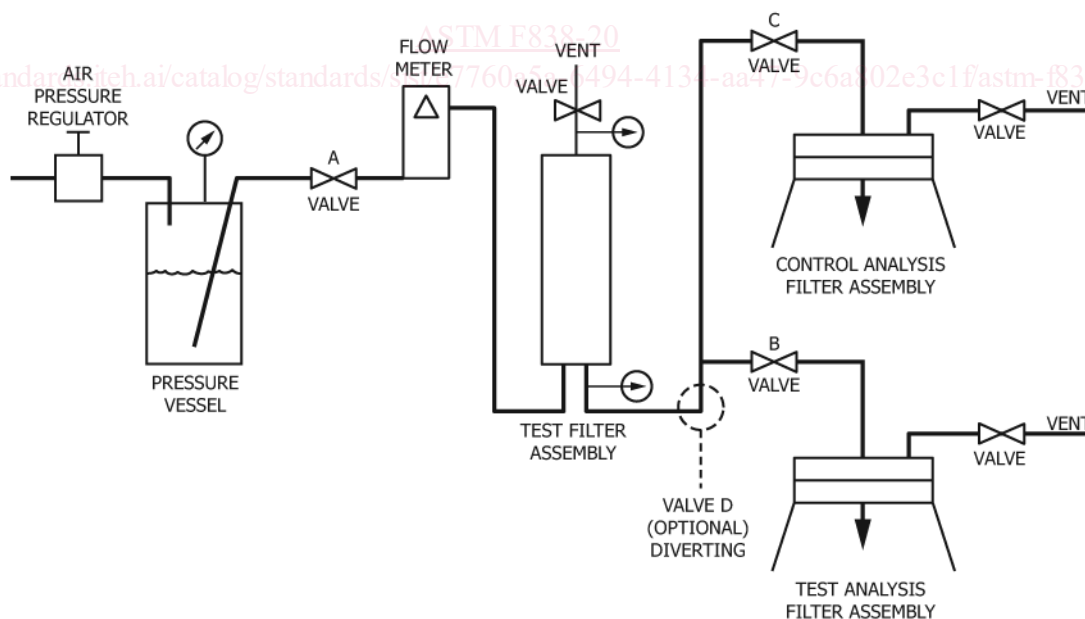 ASTM F838-20
AIR
PRESSURE
REGULATOR
FLOW
METER
VENT
VALVE
C
VALVE
VENT
VALVE
A
VALVE
PRESSURE
VESSEL
TEST FILTER
ASSEMBLY
CONTROL ANALYSIS
FILTER ASSEMBLY
B
VALVE
VENT
VALVE
VALVE D
(OPTIONAL)
DIVERTING
TEST ANALYSIS
FILTER ASSEMBLY